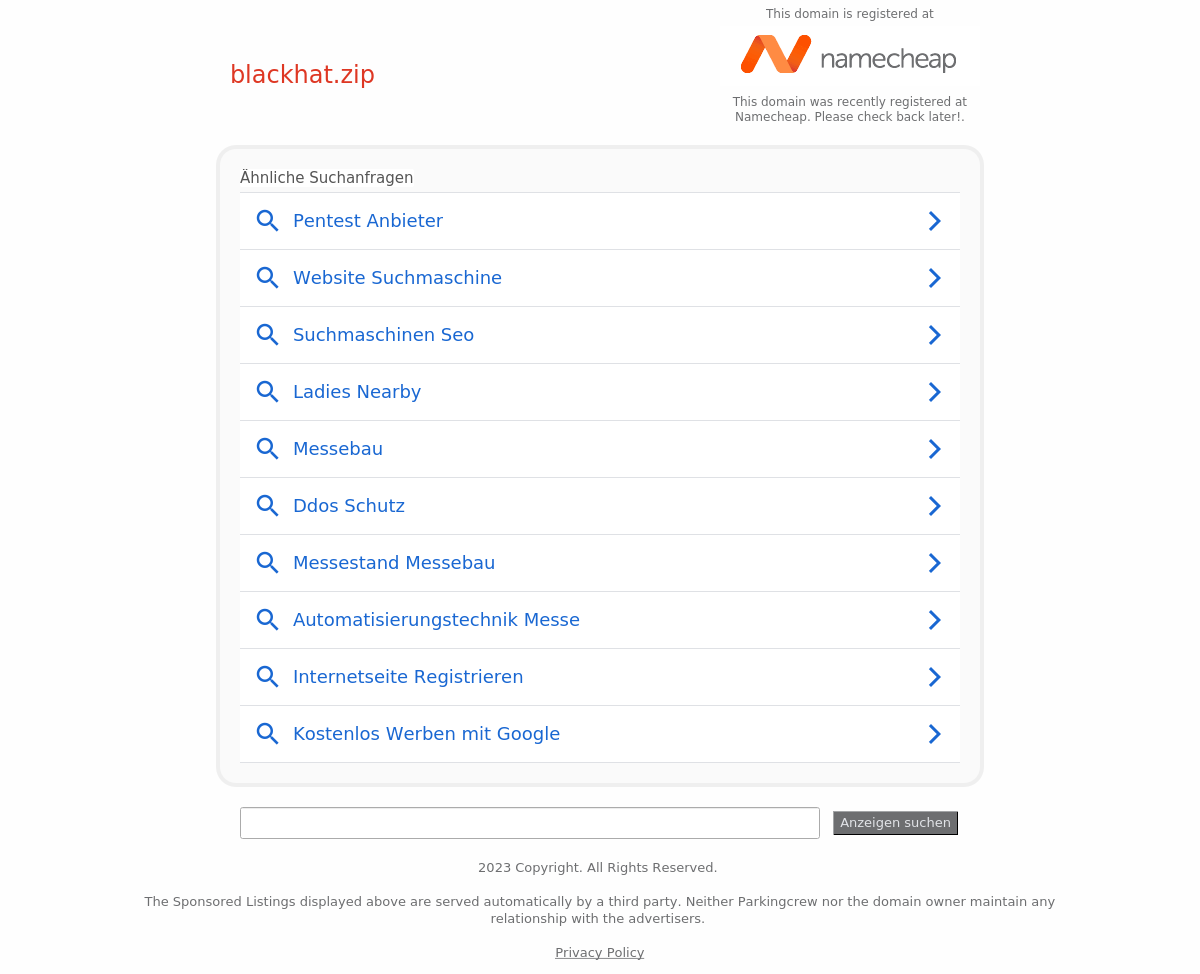 This domain is registered at
namecheap
blackhat.zip
This domain was recently registered at
Namecheap. Please check back later!.
Ähnliche Suchanfragen
Pentest Anbieter
Website Suchmaschine
Suchmaschinen Seo
Ladies Nearby
Messebau
Ddos Schutz
Messestand Messebau
Automatisierungstechnik Messe
Internetseite Registrieren
Kostenlos Werben mit Google
Anzeigen suchen
2023 Copyright. All Rights Reserved.
The Sponsored Listings displayed above are served automatically by a third party. Neither Parkingcrew nor the domain owner maintain any
relationship with the advertisers.
Privacy Policy